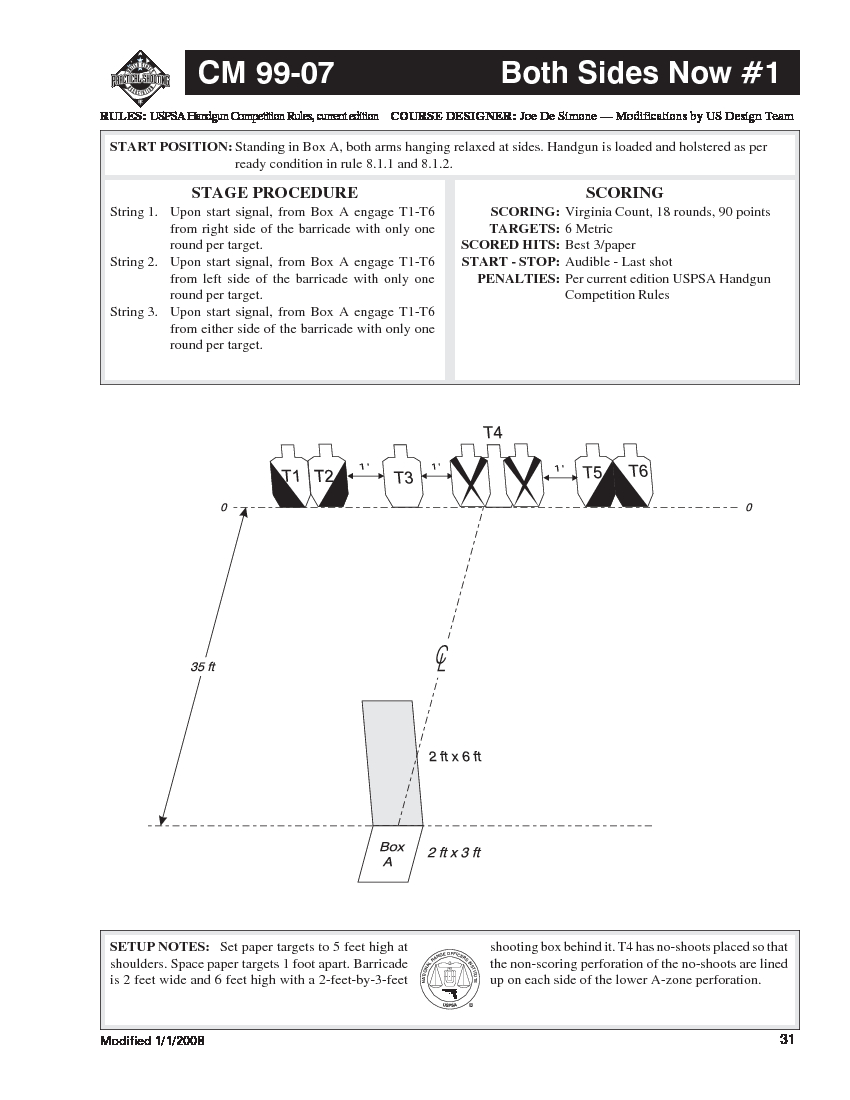 CM 99-07 Both Sides Now #1
RULES: USPSA Handgun Competition Rules, current edition COURSE DESIGNER: Joe De Simone — Modifications by US Design Team
START POSITION: Standing in Box A, both arms hanging relaxed at sides. Handgun is loaded and holstered as per
ready condition in rule 8.1.1 and 8.1.2.
STAGE PROCEDURE
String 1. Upon start signal, from Box A engage T1-T6
from right side of the barricade with only one
round per target.
String 2. Upon start signal, from Box A engage T1-T6
from left side of the barricade with only one
round per target.
String 3. Upon start signal, from Box A engage T1-T6
from either side of the barricade with only one
round per target.
SCORING
SCORING: Virginia Count, 18 rounds, 90 points
TARGETS: 6 Metric
SCORED HITS: Best 3/paper
START - STOP: Audible - Last shot
PENALTIES: Per current edition USPSA Handgun
Competition Rules
T4
T1 T2 1' T3 1' 1' T5 T6
0 0
35 ft
2 ft x 6 ft
Box
A
2 ft x 3 ft
SETUP NOTES: Set paper targets to 5 feet high at
shoulders. Space paper targets 1 foot apart. Barricade
is 2 feet wide and 6 feet high with a 2-feet-by-3-feet
shooting box behind it. T4 has no-shoots placed so that
the non-scoring perforation of the no-shoots are lined
up on each side of the lower A-zone perforation.
USPSA
Modified 1/1/2008 31